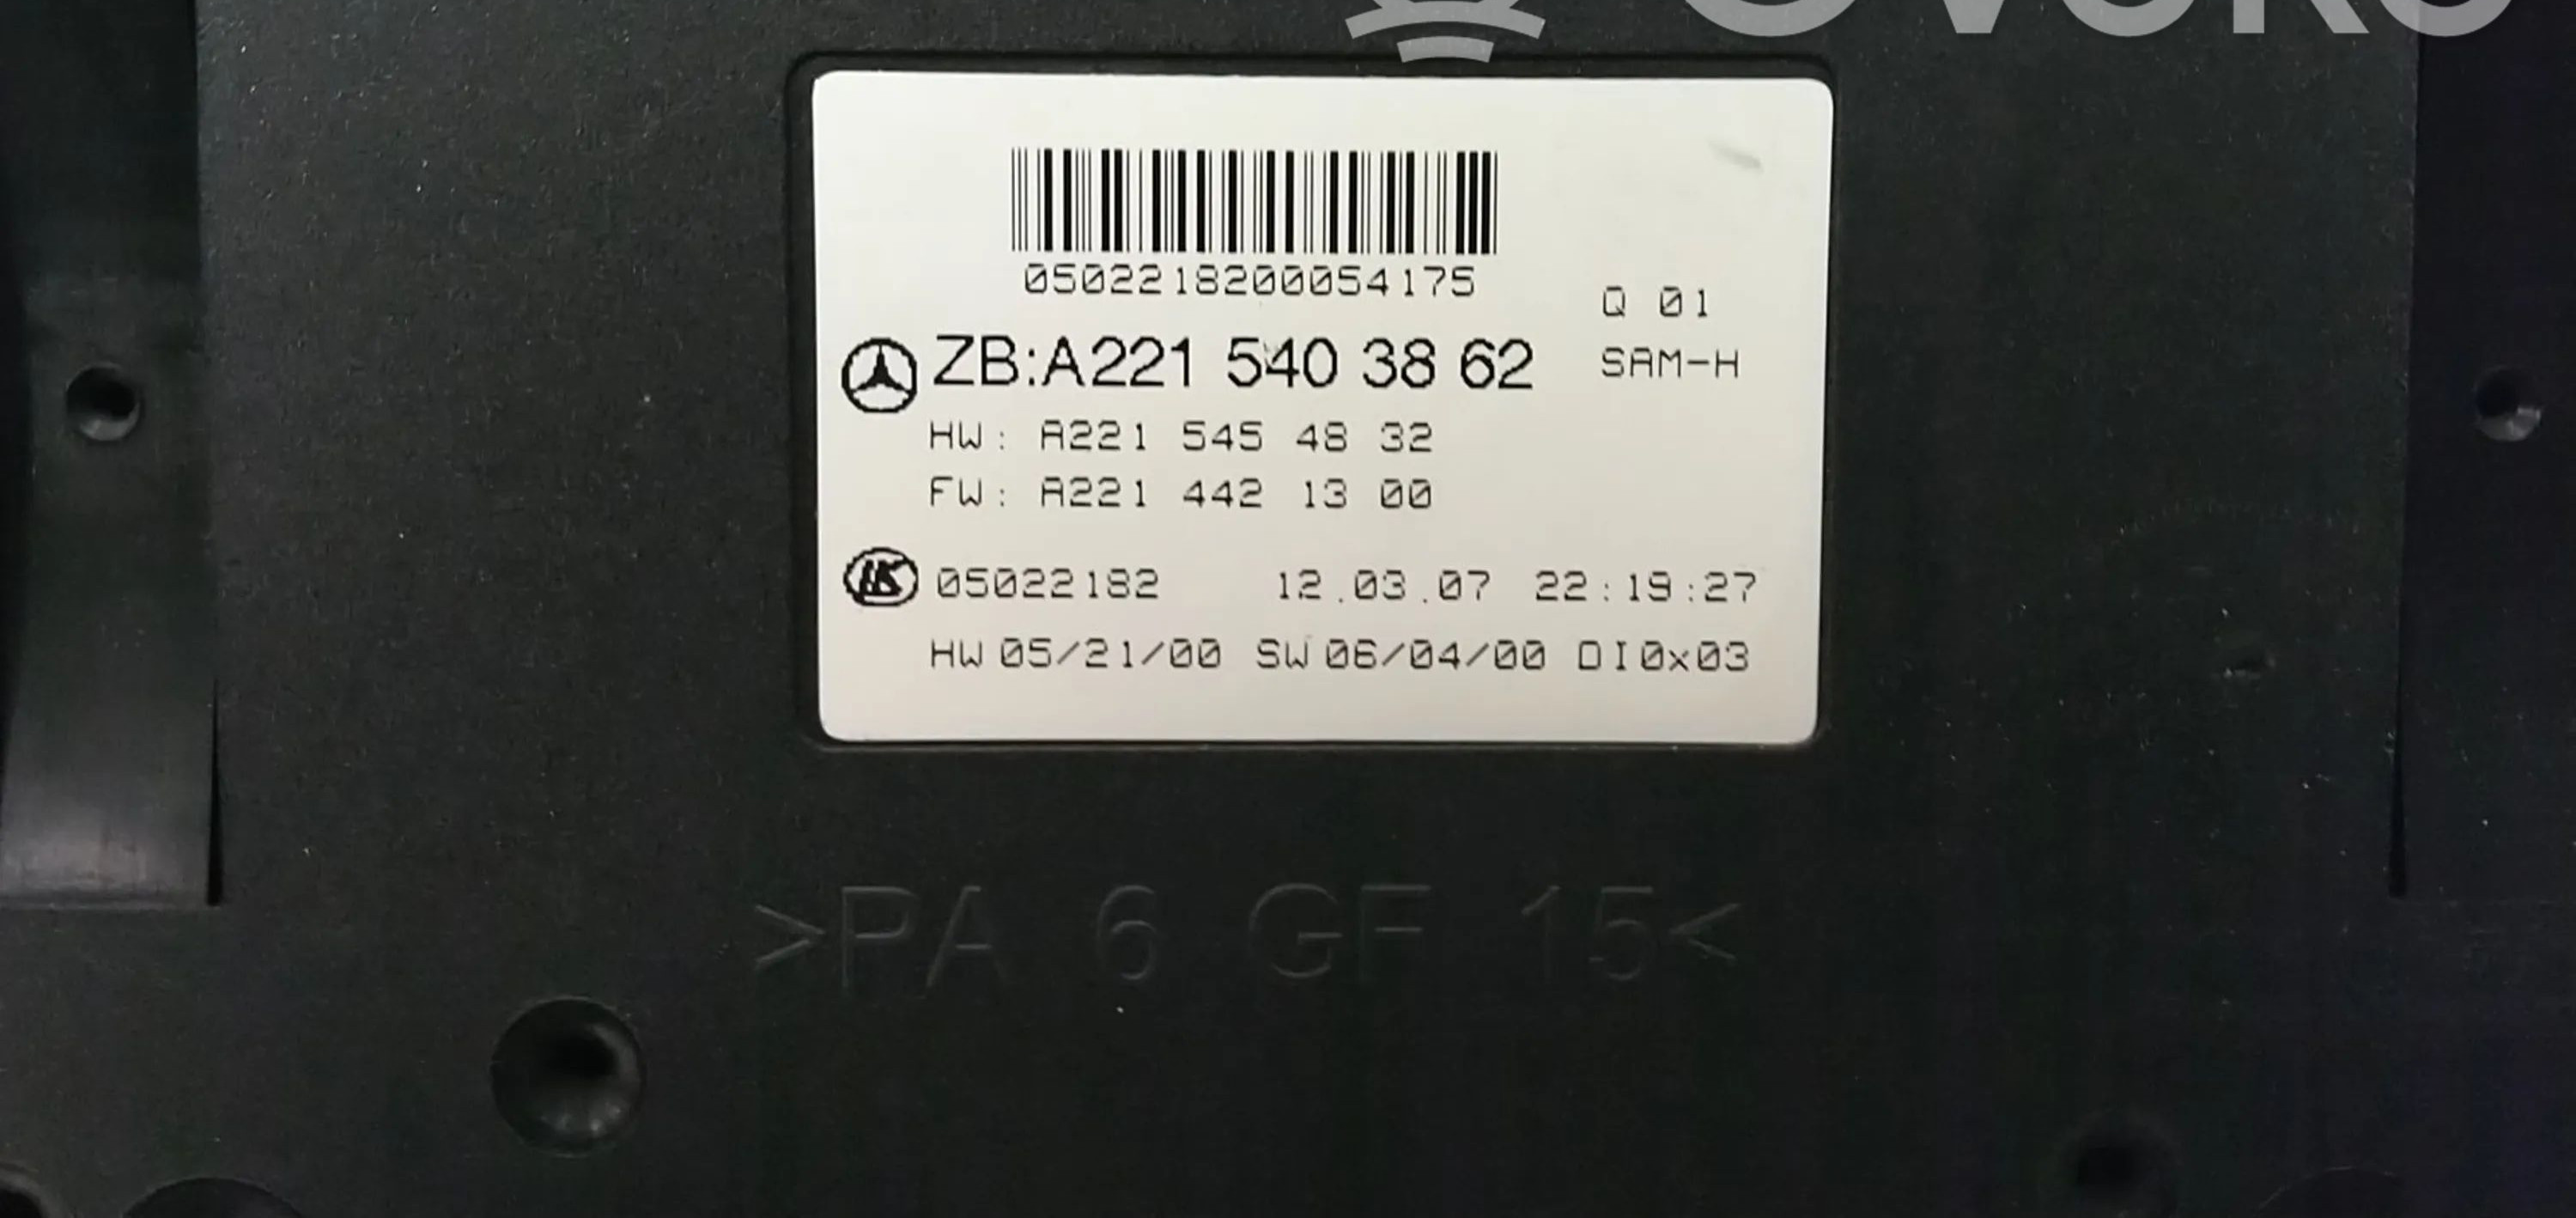 050221820005４175
Q 01
ZB:A221 540 38 62
SAM-H
HW: A221 545 48 32
FW: A221 442 13 00
05022182 12.03.07 22:19:27
HW 05/21/00 SW 06/04/00 DI0x03
>PA 6 GF 15<